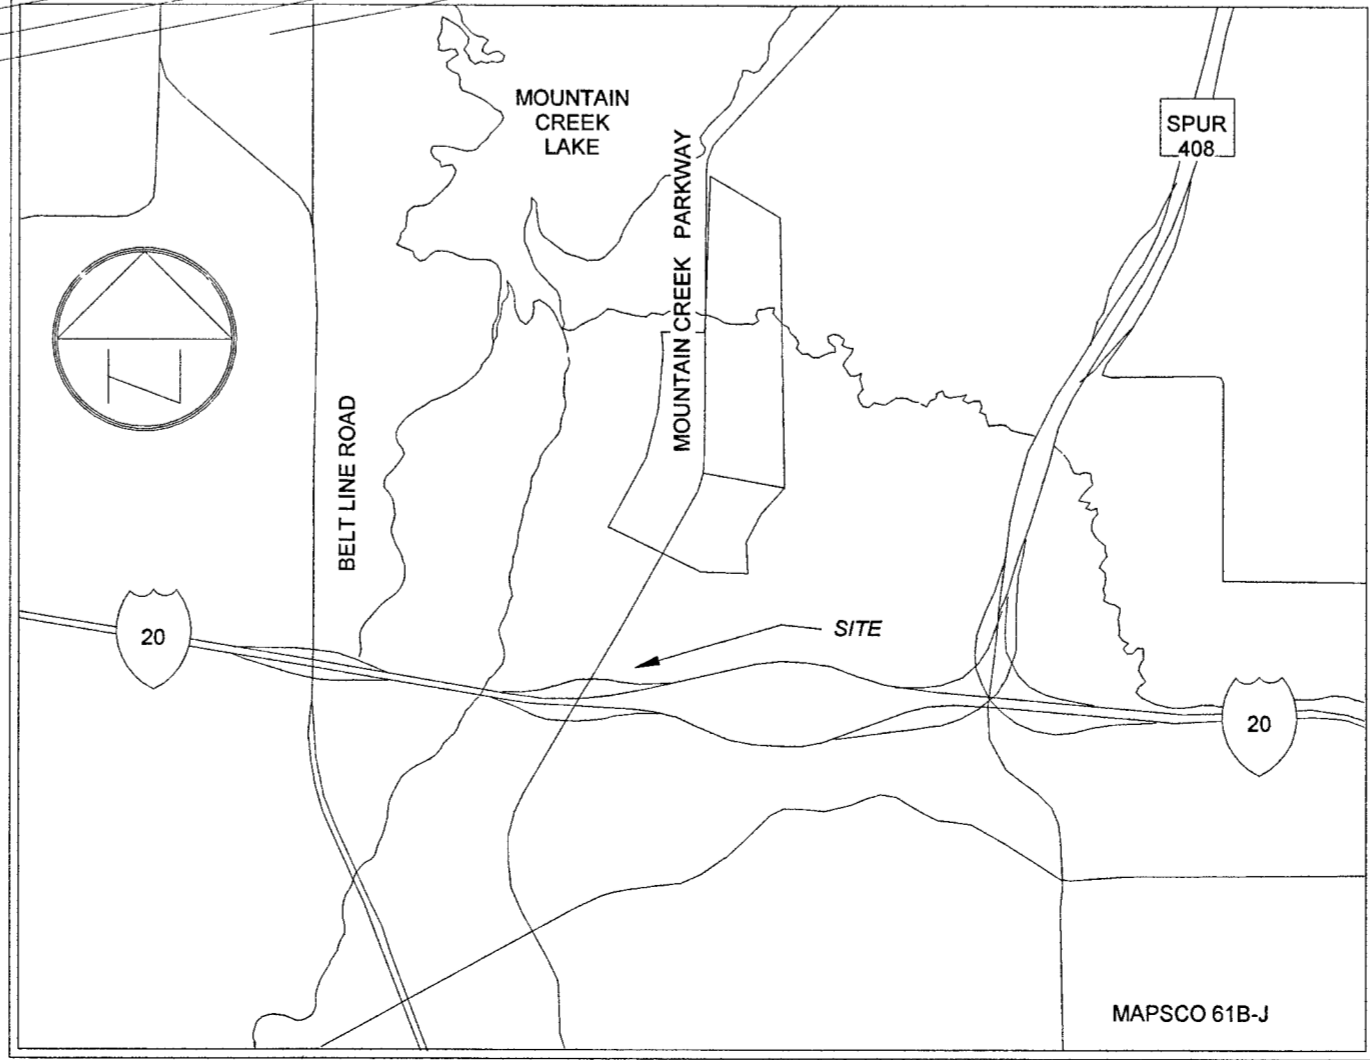 MOUNTAIN
CREEK
LAKE
SPUR
408
MOUNTAIN CREEK PARKWAY
BELT LINE ROAD
N
20
SITE
20
MAPSCO 61B-J